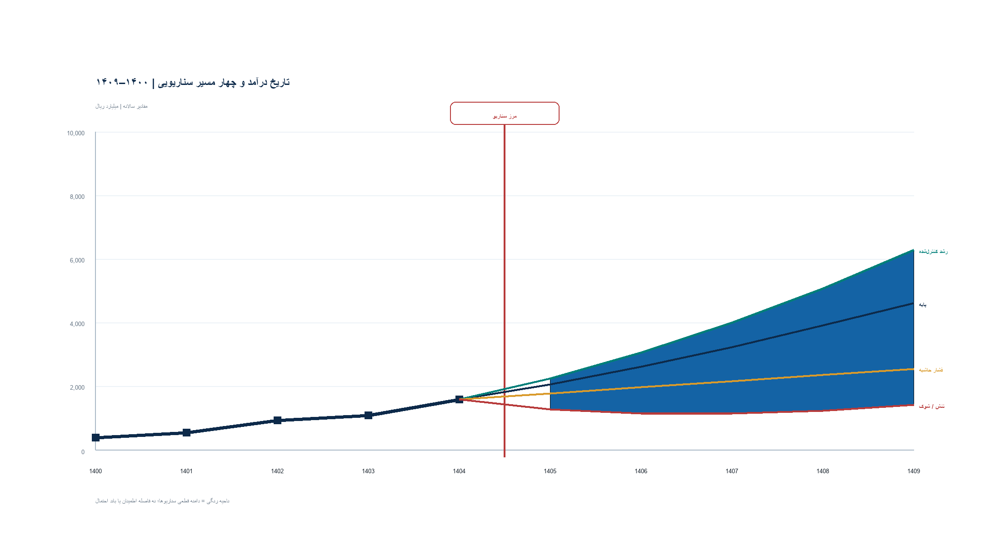 تاریخ درآمد و چهار مسیر سناریویی | ۱۴۰۰–۱۴۰۹
مقادیر سالانه | میلیارد ریال
مرز سناریو
10,000
8,000
6,000
4,000
2,000
0
رشد کنترل‌شده
پایه
فشار حاشیه
تنش / شوک
1400
1401
1402
1403
1404
1405
1406
1407
1408
1409
ناحیه رنگی = دامنه قطعی سناریوها؛ نه فاصله اطمینان یا باند احتمال